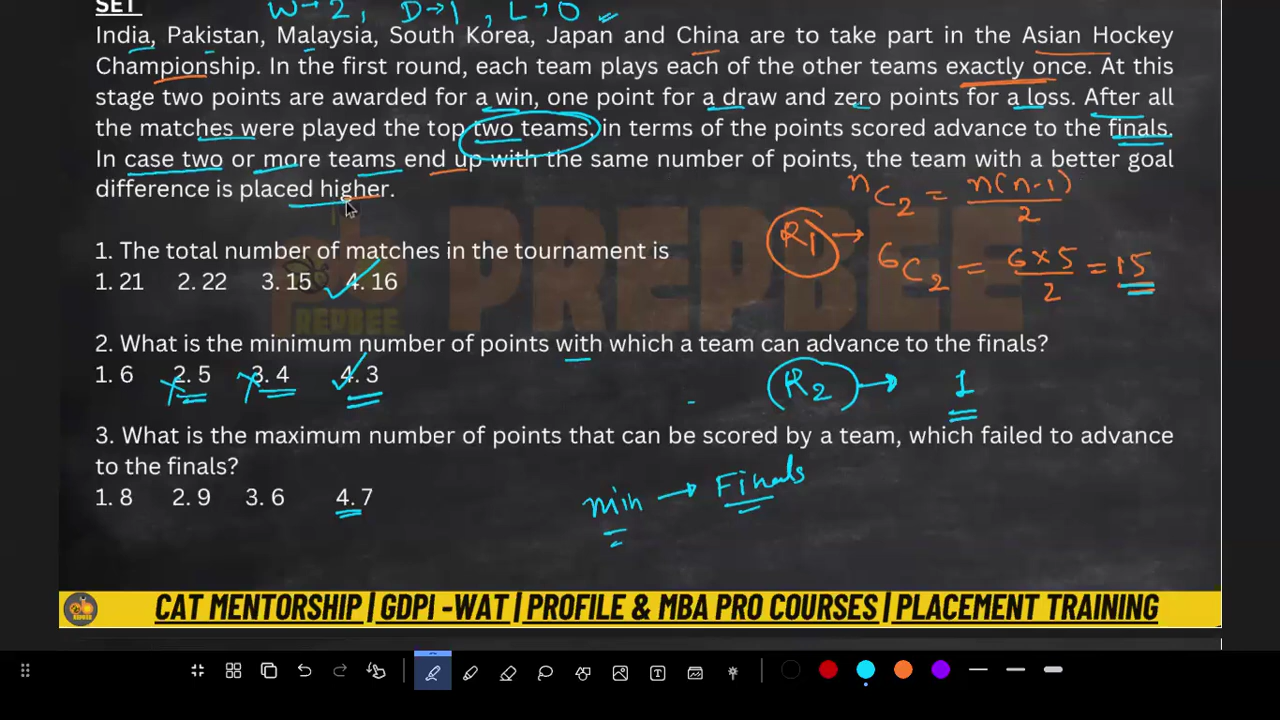 SET
W→2, D→1, L→0
India, Pakistan, Malaysia, South Korea, Japan and China are to take part in the Asian Hockey
Championship. In the first round, each team plays each of the other teams exactly once. At this
stage two points are awarded for a win, one point for a draw and zero points for a loss. After all
the matches were played the top two teams, in terms of the points scored advance to the finals.
In case two or more teams end up with the same number of points, the team with a better goal
difference is placed higher.
nC2 = n(n-1)/2
R1 → 6C2 = 6×5/2 = 15
1. The total number of matches in the tournament is
1. 21 2. 22 3. 15 4. 16
PREPBEE
PREPBEE
2. What is the minimum number of points with which a team can advance to the finals?
1. 6 2. 5 3. 4 4. 3
R2 → 1
3. What is the maximum number of points that can be scored by a team, which failed to advance
to the finals?
1. 8 2. 9 3. 6 4. 7
min → Finals
CAT MENTORSHIP | GDPI -WAT | PROFILE & MBA PRO COURSES | PLACEMENT TRAINING